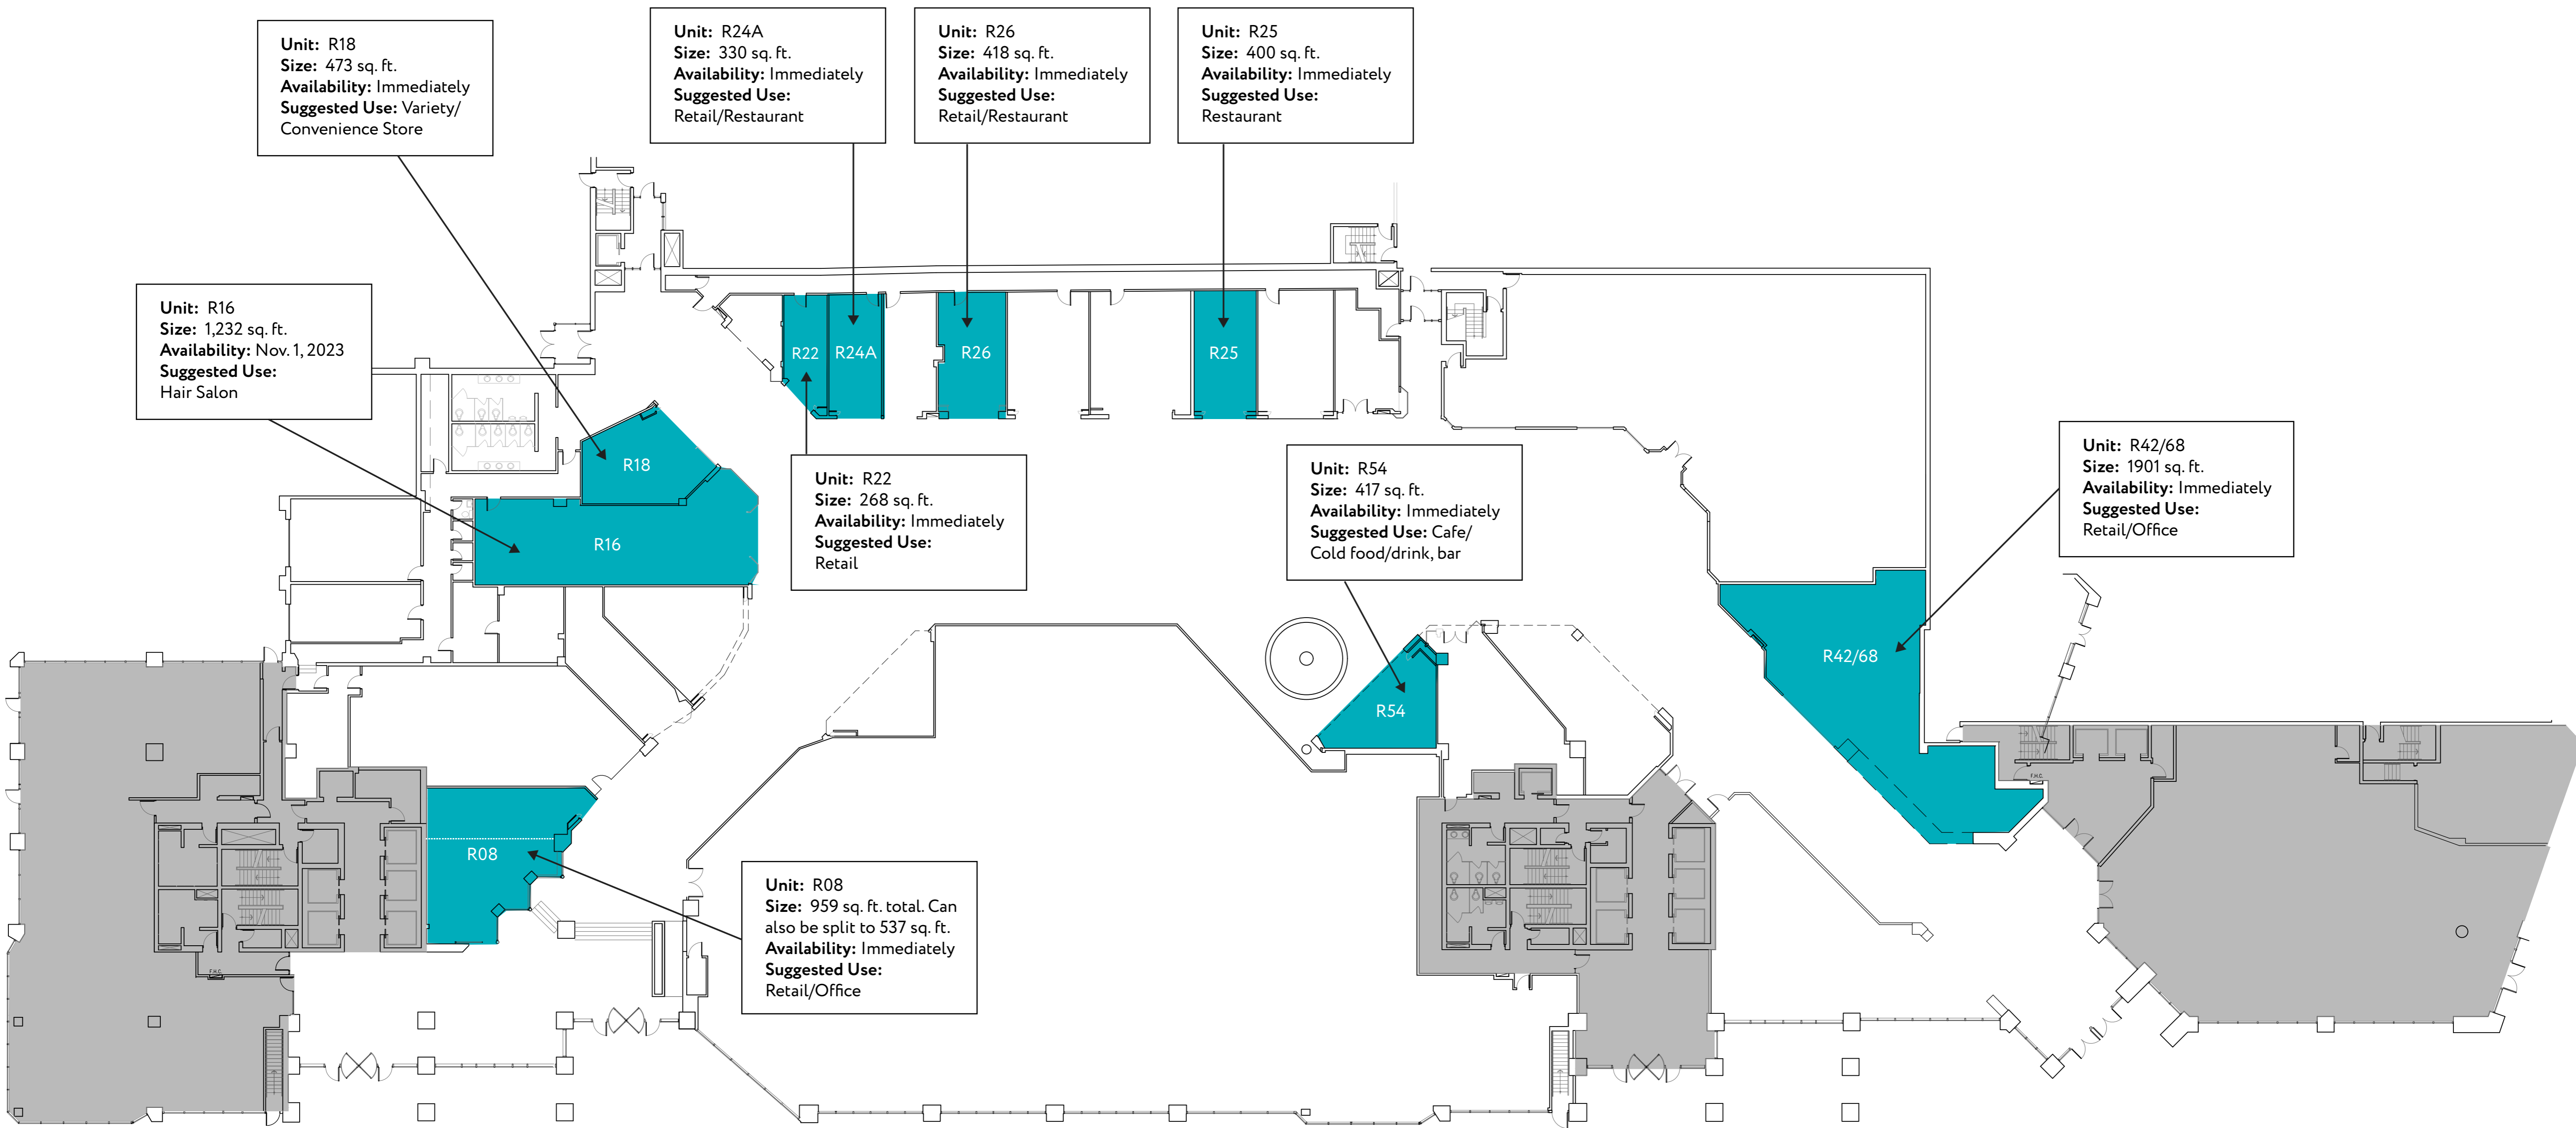 Unit: R18
Size: 473 sq. ft.
Availability: Immediately
Suggested Use: Variety/
Convenience Store
Unit: R24A
Size: 330 sq. ft.
Availability: Immediately
Suggested Use:
Retail/Restaurant
Unit: R26
Size: 418 sq. ft.
Availability: Immediately
Suggested Use:
Retail/Restaurant
Unit: R25
Size: 400 sq. ft.
Availability: Immediately
Suggested Use:
Restaurant
Unit: R16
Size: 1,232 sq. ft.
Availability: Nov. 1, 2023
Suggested Use:
Hair Salon
R22
R24A
R26
R25
R18
R16
Unit: R22
Size: 268 sq. ft.
Availability: Immediately
Suggested Use:
Retail
Unit: R54
Size: 417 sq. ft.
Availability: Immediately
Suggested Use: Cafe/
Cold food/drink, bar
Unit: R42/68
Size: 1901 sq. ft.
Availability: Immediately
Suggested Use:
Retail/Office
R42/68
R54
F.H.C.
R08
Unit: R08
Size: 959 sq. ft. total. Can
also be split to 537 sq. ft.
Availability: Immediately
Suggested Use:
Retail/Office
F.H.C.